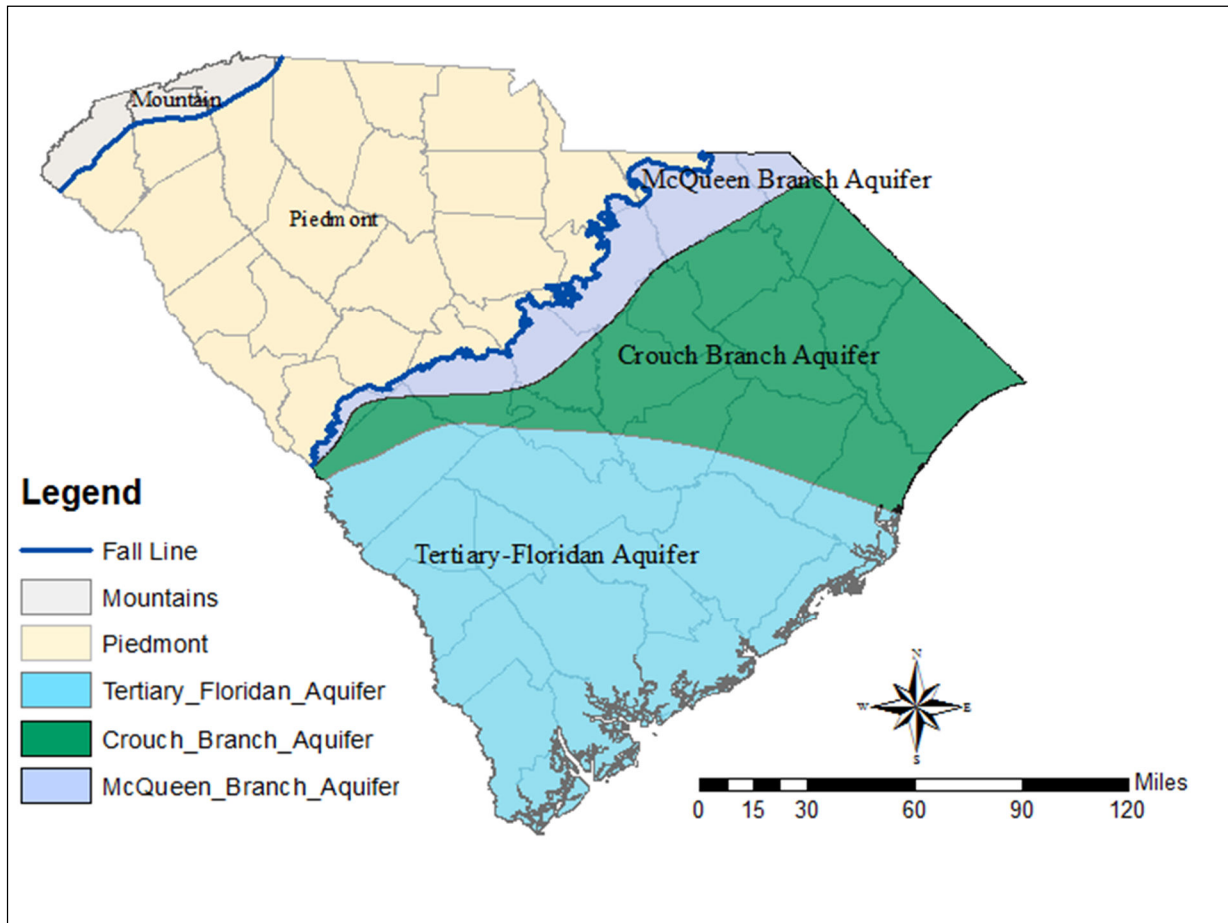 Mountain
McQueen Branch Aquifer
Piedmont
Crouch Branch Aquifer
Legend
Fall Line
Tertiary-Floridan Aquifer
Mountains
Piedmont
Tertiary_Floridan_Aquifer
Crouch_Branch_Aquifer
McQueen_Branch_Aquifer
N
W E
S
Miles
0 15 30 60 90 120